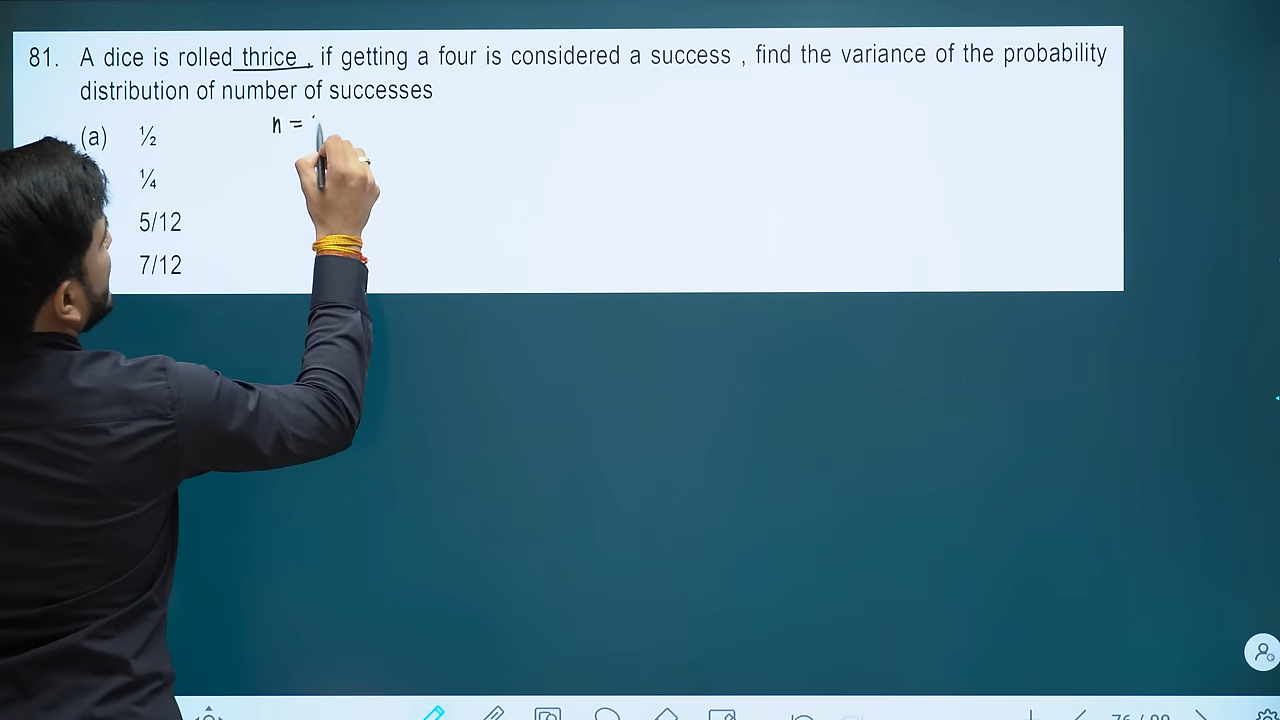 81. A dice is rolled thrice , if getting a four is considered a success , find the variance of the probability
distribution of number of successes
n =
(a) ½
¼
5/12
7/12